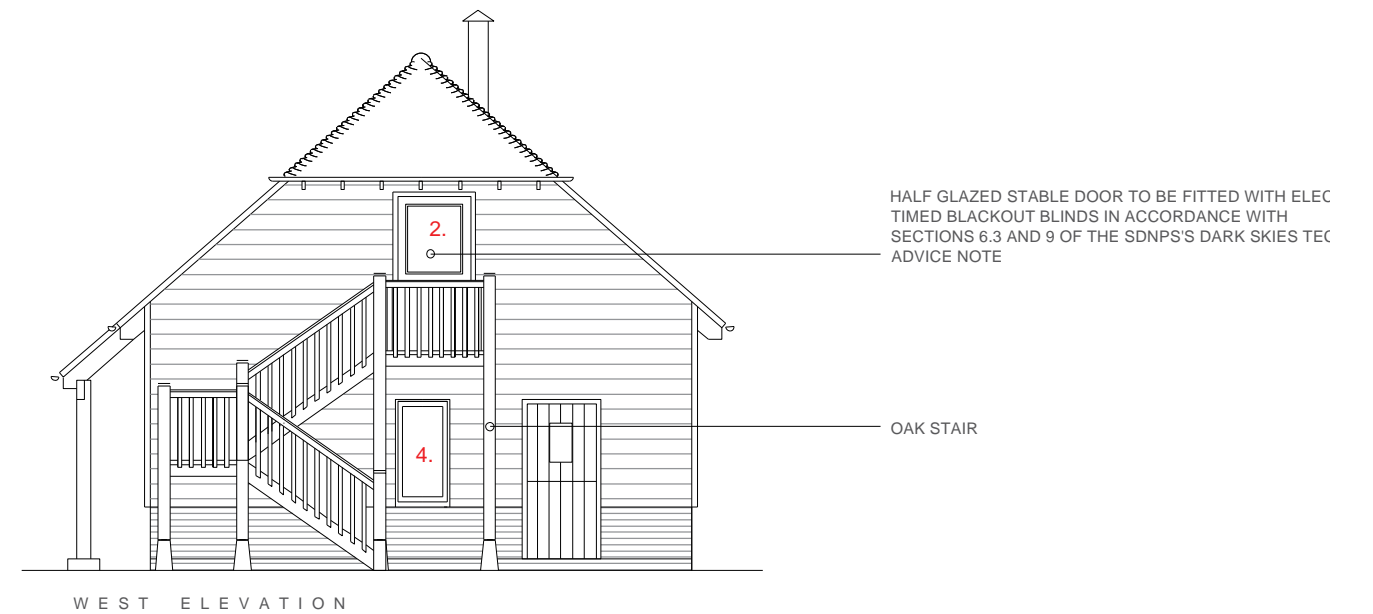 2.
HALF GLAZED STABLE DOOR TO BE FITTED WITH ELEC
TIMED BLACKOUT BLINDS IN ACCORDANCE WITH
SECTIONS 6.3 AND 9 OF THE SDNPS'S DARK SKIES TEC
ADVICE NOTE
OAK STAIR
4.
WEST ELEVATION